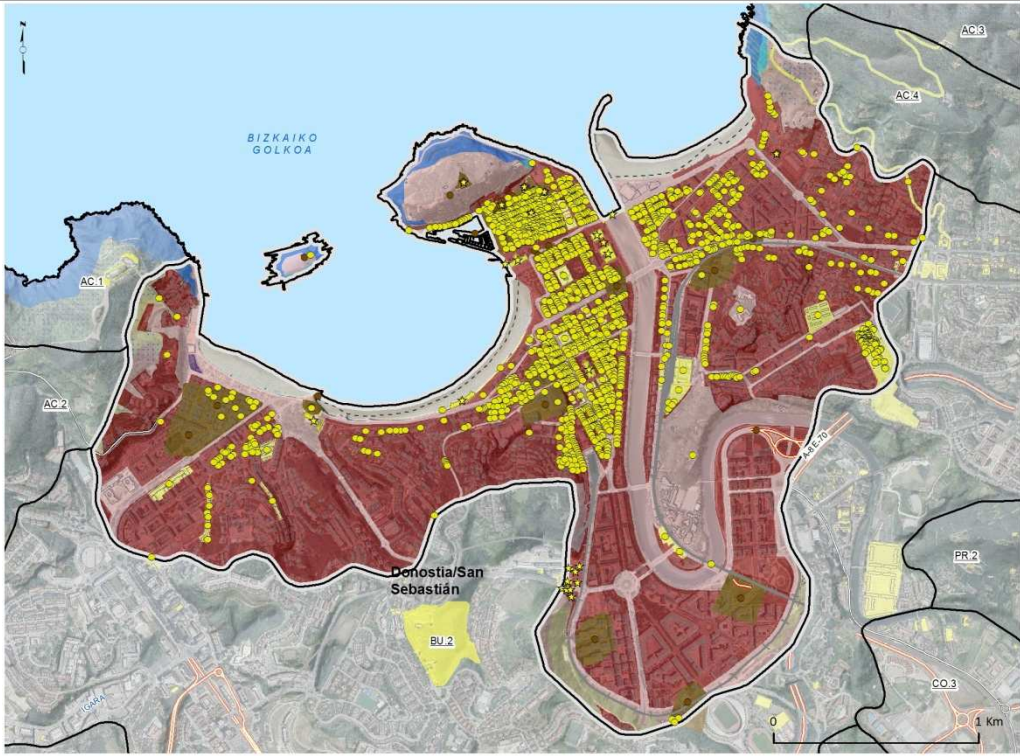 N
AC.3
AC.4
BIZKAIKO
GOLKOA
AC.1
AC.2
A-8 E-70
PR.2
Donostia/San
Sebastián
BU.2
CO.3
IGARA
0 1 Km